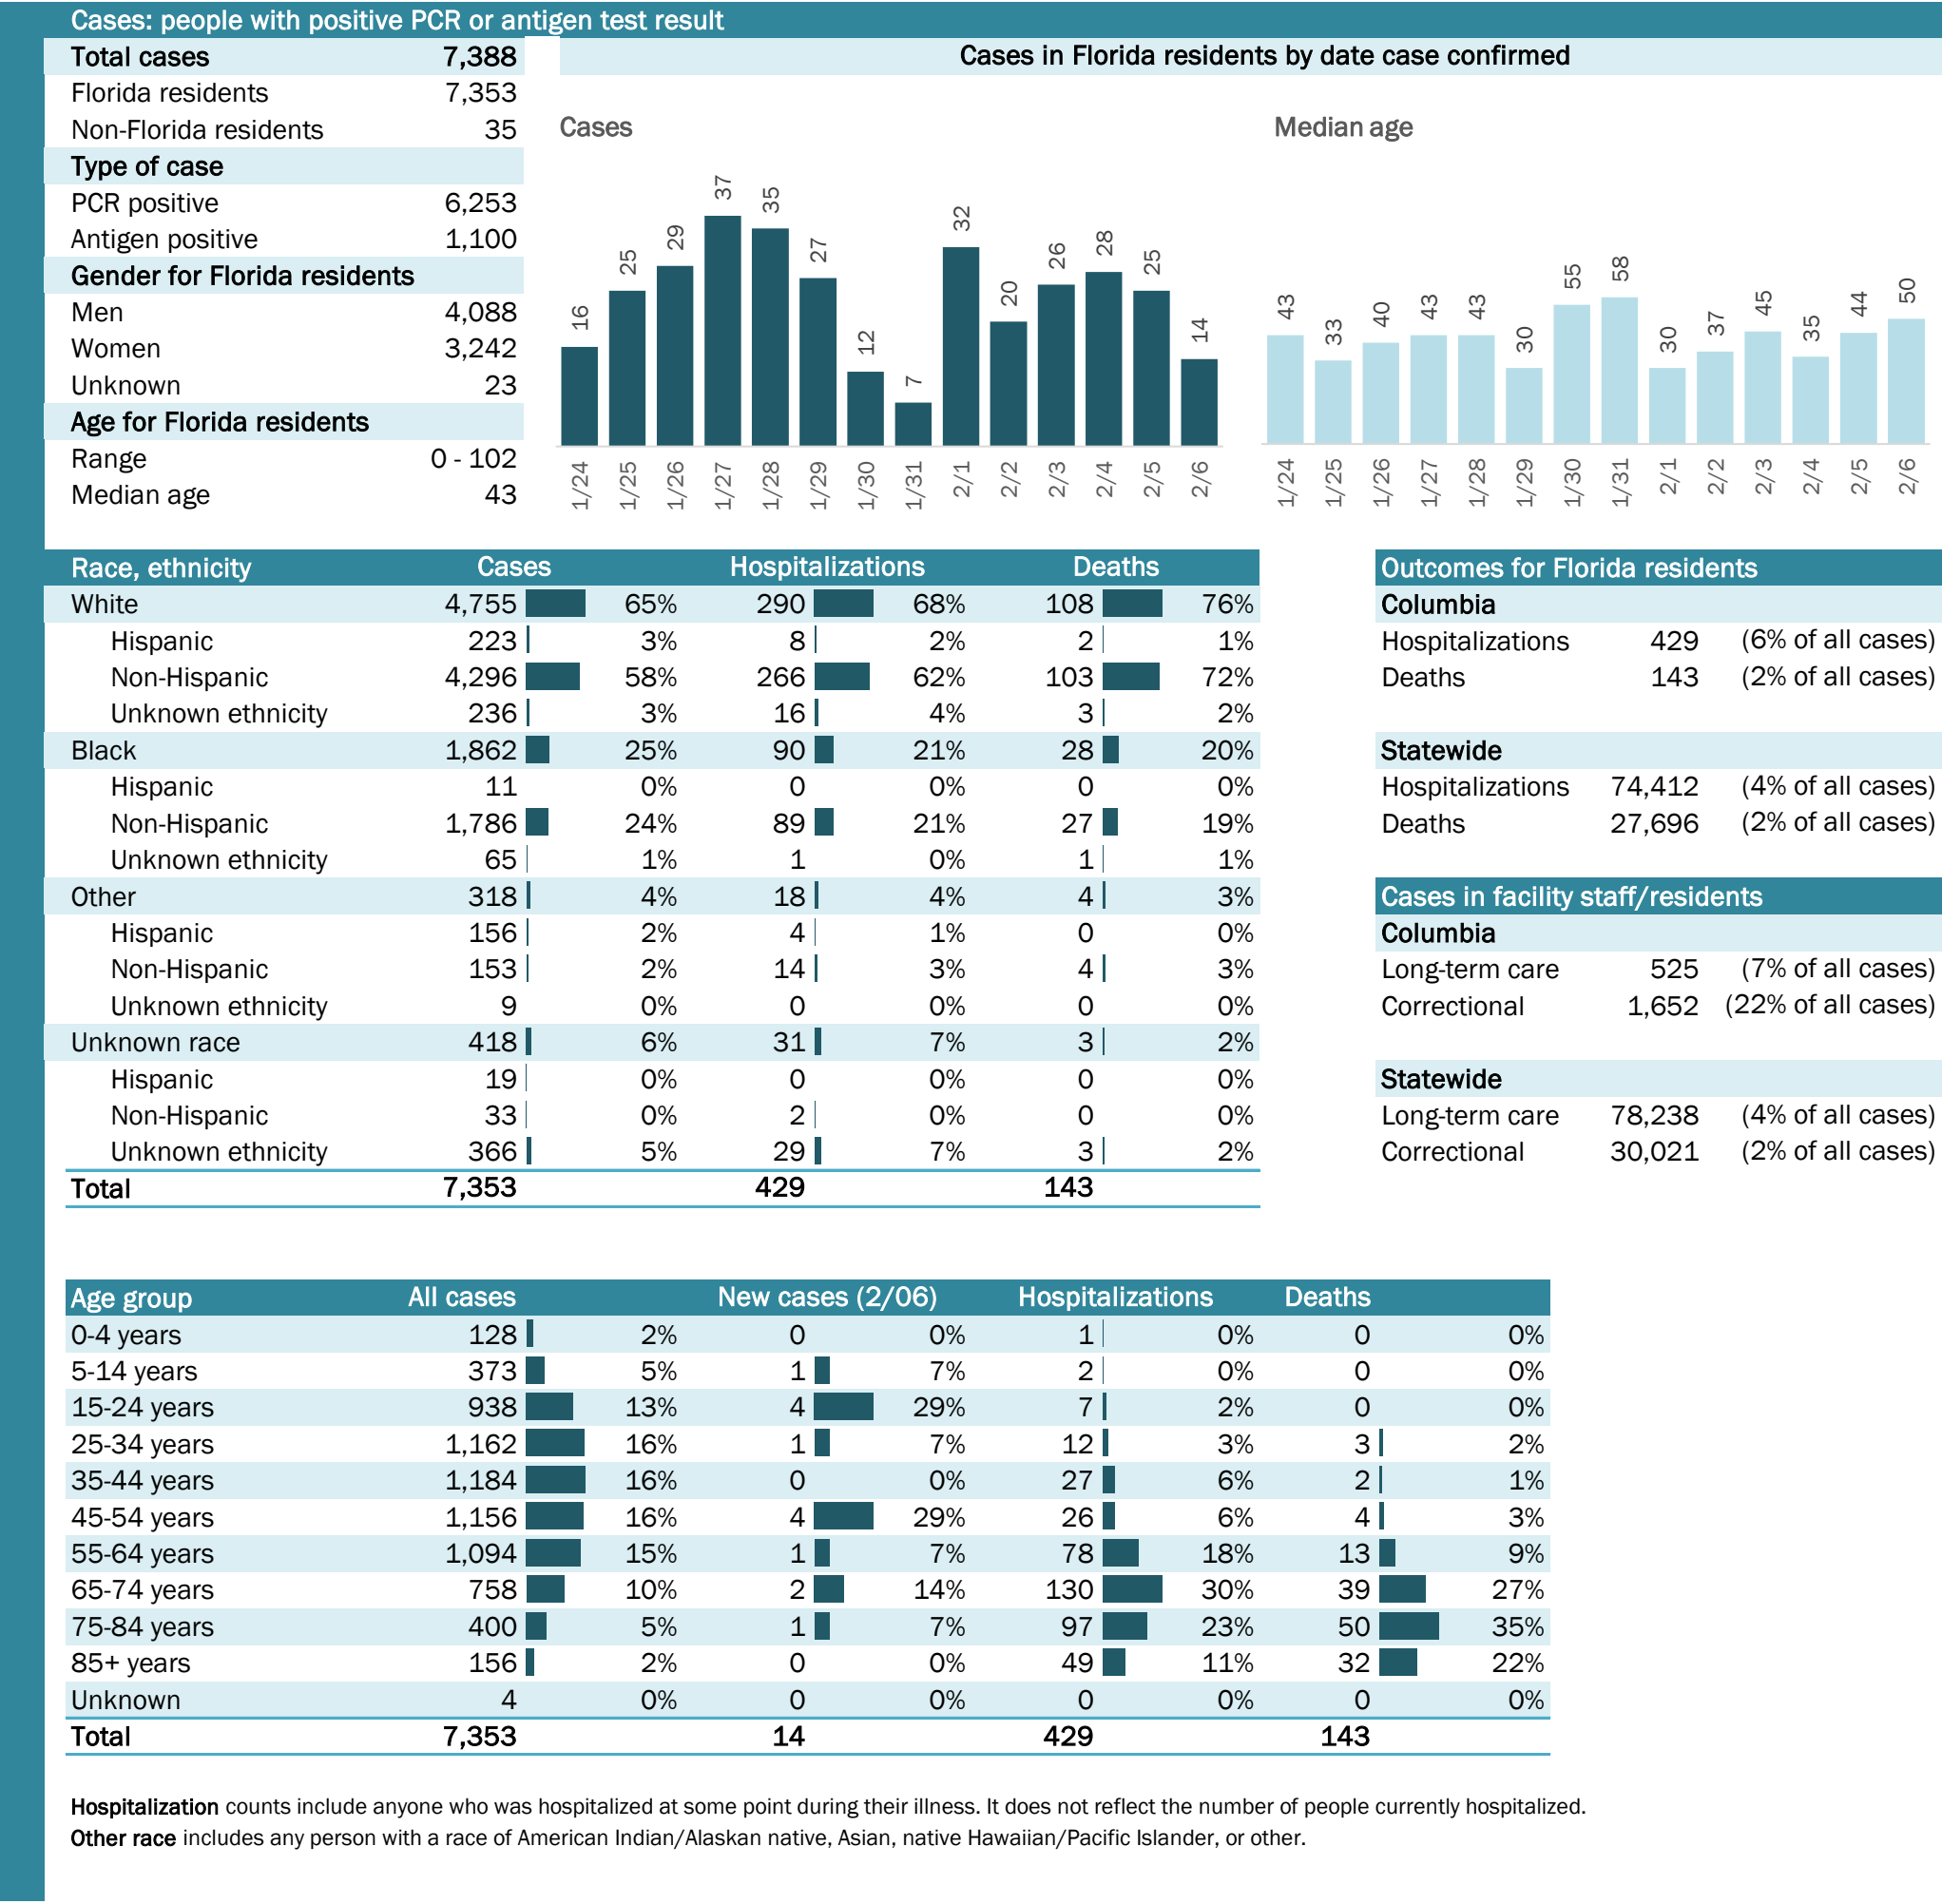 Cases: people with positive PCR or antigen test result
Total cases 7,388
Florida residents 7,353
Non-Florida residents 35
Type of case
PCR positive 6,253
Antigen positive 1,100
Gender for Florida residents
Men 4,088
Women 3,242
Unknown 23
Age for Florida residents
Range 0 - 102
Median age 43
Cases in Florida residents by date case confirmed
Cases
16 25 29 37 35 27 12 7 32 20 26 28 25 14
1/24 1/25 1/26 1/27 1/28 1/29 1/30 1/31 2/1 2/2 2/3 2/4 2/5 2/6
Median age
43 33 40 43 43 30 55 58 30 37 45 35 44 50
1/24 1/25 1/26 1/27 1/28 1/29 1/30 1/31 2/1 2/2 2/3 2/4 2/5 2/6
Race, ethnicity Cases Hospitalizations Deaths
White 4,755 65% 290 68% 108 76%
Hispanic 223 3% 8 2% 2 1%
Non-Hispanic 4,296 58% 266 62% 103 72%
Unknown ethnicity 236 3% 16 4% 3 2%
Black 1,862 25% 90 21% 28 20%
Hispanic 11 0% 0 0% 0 0%
Non-Hispanic 1,786 24% 89 21% 27 19%
Unknown ethnicity 65 1% 1 0% 1 1%
Other 318 4% 18 4% 4 3%
Hispanic 156 2% 4 1% 0 0%
Non-Hispanic 153 2% 14 3% 4 3%
Unknown ethnicity 9 0% 0 0% 0 0%
Unknown race 418 6% 31 7% 3 2%
Hispanic 19 0% 0 0% 0 0%
Non-Hispanic 33 0% 2 0% 0 0%
Unknown ethnicity 366 5% 29 7% 3 2%
Total 7,353 429 143
Outcomes for Florida residents
Columbia
Hospitalizations 429 (6% of all cases)
Deaths 143 (2% of all cases)
Statewide
Hospitalizations 74,412 (4% of all cases)
Deaths 27,696 (2% of all cases)
Cases in facility staff/residents
Columbia
Long-term care 525 (7% of all cases)
Correctional 1,652 (22% of all cases)
Statewide
Long-term care 78,238 (4% of all cases)
Correctional 30,021 (2% of all cases)
Age group All cases New cases (2/06) Hospitalizations Deaths
0-4 years 128 2% 0 0% 1 0% 0 0%
5-14 years 373 5% 1 7% 2 0% 0 0%
15-24 years 938 13% 4 29% 7 2% 0 0%
25-34 years 1,162 16% 1 7% 12 3% 3 2%
35-44 years 1,184 16% 0 0% 27 6% 2 1%
45-54 years 1,156 16% 4 29% 26 6% 4 3%
55-64 years 1,094 15% 1 7% 78 18% 13 9%
65-74 years 758 10% 2 14% 130 30% 39 27%
75-84 years 400 5% 1 7% 97 23% 50 35%
85+ years 156 2% 0 0% 49 11% 32 22%
Unknown 4 0% 0 0% 0 0% 0 0%
Total 7,353 14 429 143
Hospitalization counts include anyone who was hospitalized at some point during their illness. It does not reflect the number of people currently hospitalized.
Other race includes any person with a race of American Indian/Alaskan native, Asian, native Hawaiian/Pacific Islander, or other.